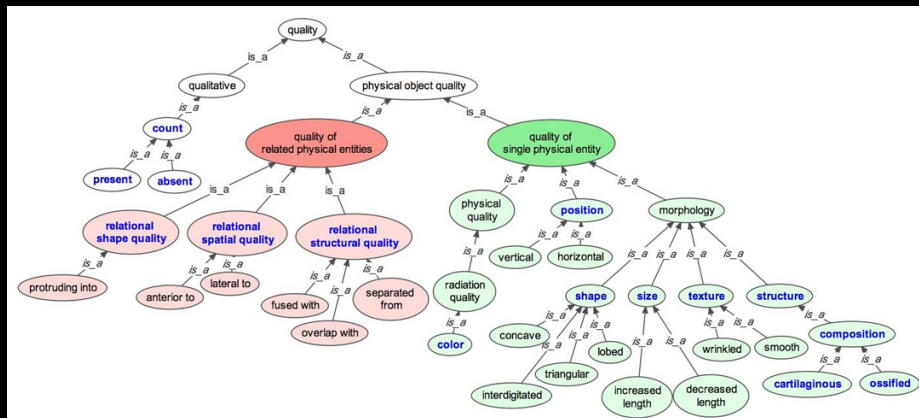 quality
is_a
is_a
qualitative
physical object quality
is_a
is_a
is_a
count
quality of
related physical entities
quality of
single physical entity
is_a
is_a
present
absent
is_a
is_a
is_a
is_a
is_a
is_a
physical
quality
position
morphology
relational
shape quality
relational
spatial quality
relational
structural quality
is_a
is_a
is_a
vertical
horizontal
is_a
is_a
is_a
is_a
is_a
is_a
protruding into
anterior to
lateral to
is_a
is_a
is_a
fused with
overlap with
separated
from
radiation
quality
is_a
color
shape
size
texture
structure
is_a
is_a
is_a
is_a
concave
interdigitated
triangular
lobed
is_a
is_a
increased
length
decreased
length
is_a
is_a
wrinkled
smooth
is_a
composition
is_a
is_a
cartilaginous
ossified